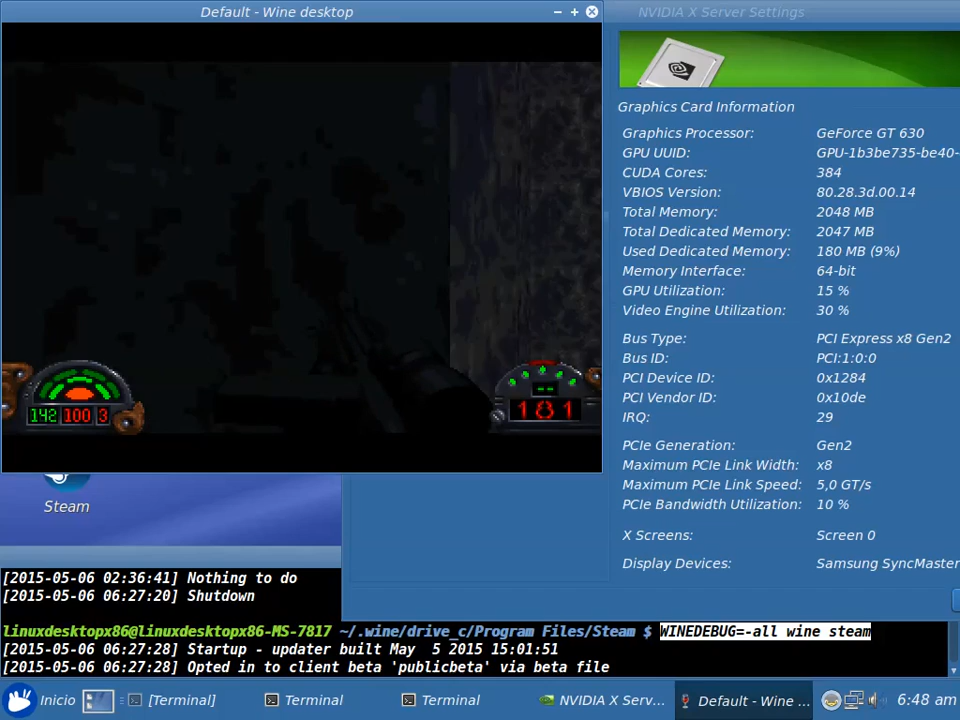 Default - Wine desktop
NVIDIA X Server Settings
Graphics Card Information
Graphics Processor: GeForce GT 630
GPU UUID: GPU-1b3be735-be40-
CUDA Cores: 384
VBIOS Version: 80.28.3d.00.14
Total Memory: 2048 MB
Total Dedicated Memory: 2047 MB
Used Dedicated Memory: 180 MB (9%)
Memory Interface: 64-bit
GPU Utilization: 15 %
Video Engine Utilization: 30 %
Bus Type: PCI Express x8 Gen2
Bus ID: PCI:1:0:0
PCI Device ID: 0x1284
PCI Vendor ID: 0x10de
IRQ: 29
PCIe Generation: Gen2
Maximum PCIe Link Width: x8
Maximum PCIe Link Speed: 5,0 GT/s
PCIe Bandwidth Utilization: 10 %
X Screens: Screen 0
Display Devices: Samsung SyncMaster
142 100 3
--
Steam
[2015-05-06 02:36:41] Nothing to do
[2015-05-06 06:27:20] Shutdown
linuxdesktopx86@linuxdesktopx86-MS-7817 ~/.wine/drive_c/Program Files/Steam $ WINEDEBUG=-all wine steam
[2015-05-06 06:27:28] Startup - updater built May  5 2015 15:01:51
[2015-05-06 06:27:28] Opted in to client beta 'publicbeta' via beta file
Inicio [Terminal] Terminal Terminal NVIDIA X Serv... Default - Wine ... 6:48 am